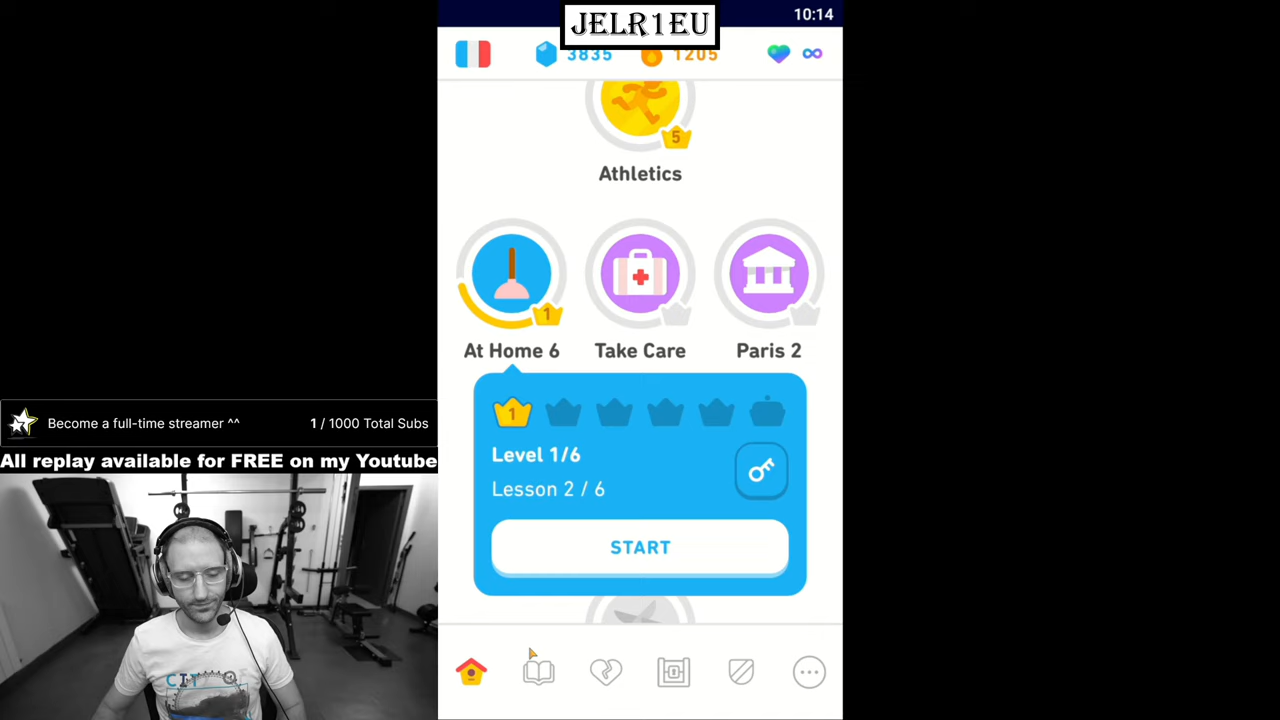 JELR1EU
10:14
3835
1205
5
Athletics
1
At Home 6
Take Care
Paris 2
1
Level 1/6
Lesson 2 / 6
START
Become a full-time streamer ^^
1 / 1000 Total Subs
All replay available for FREE on my Youtube
CIT OF